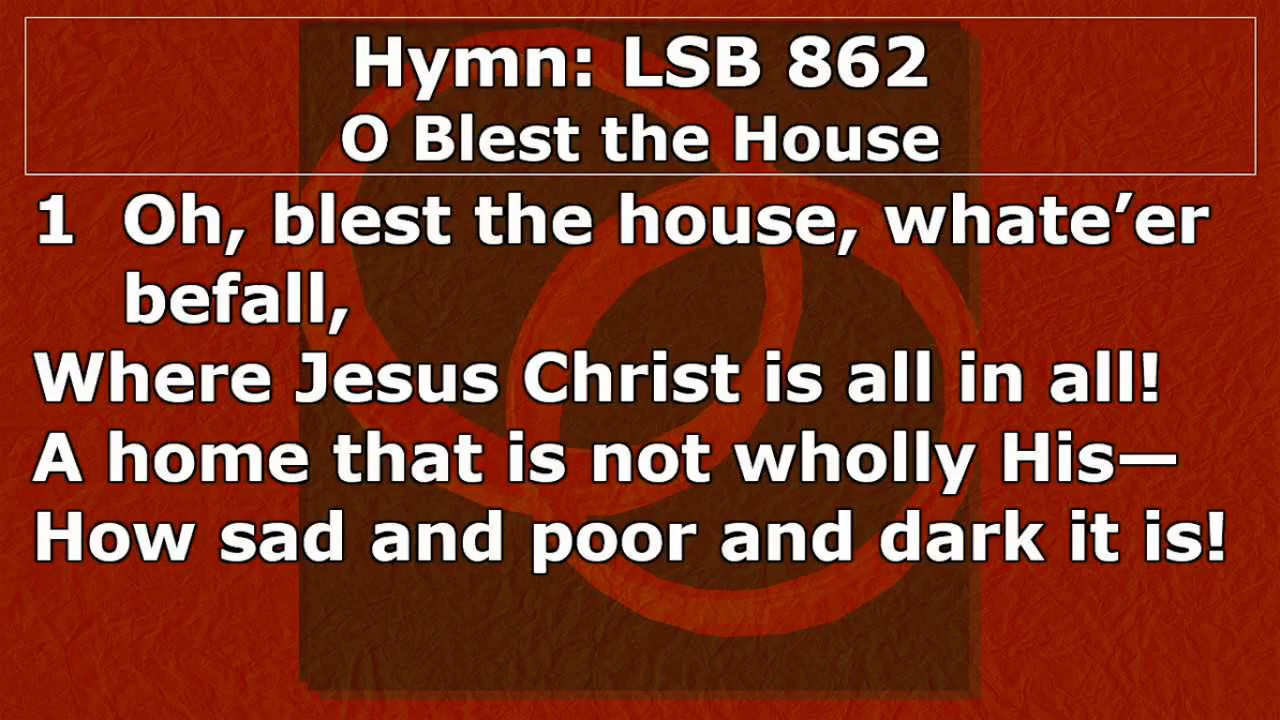 Hymn: LSB 862
O Blest the House
1 Oh, blest the house, whate’er
befall,
Where Jesus Christ is all in all!
A home that is not wholly His—
How sad and poor and dark it is!